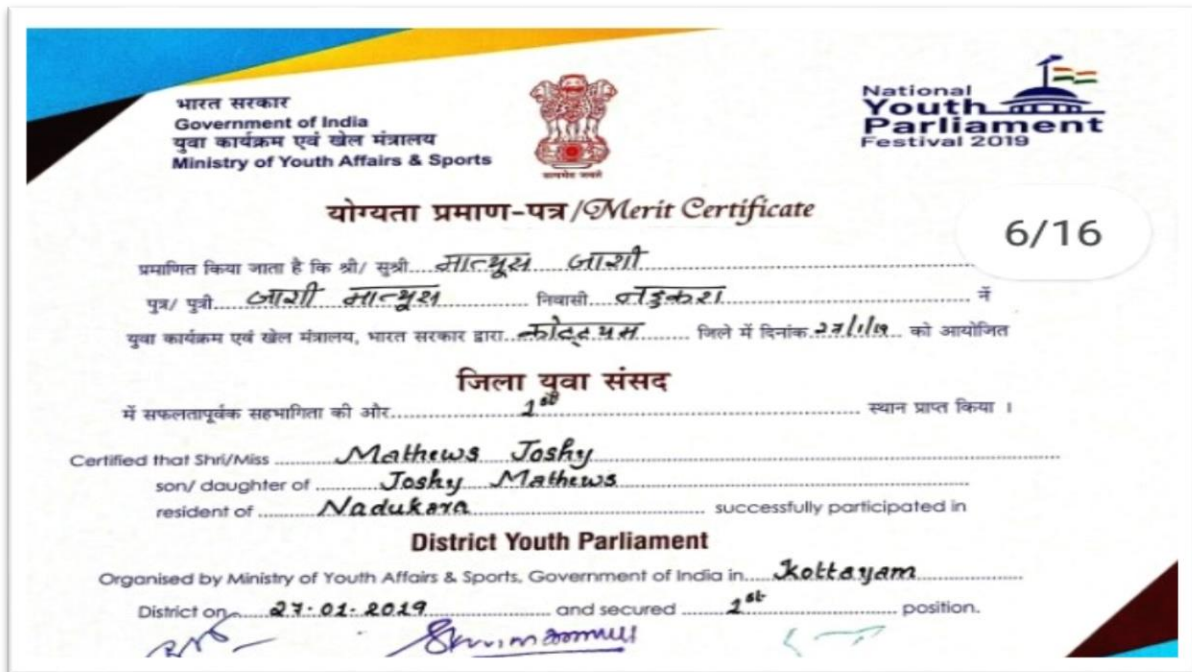 भारत सरकार
Government of India
युवा कार्यक्रम एवं खेल मंत्रालय
Ministry of Youth Affairs & Sports
सत्यमेव जयते
National
Youth
Parliament
Festival 2019
योग्यता प्रमाण-पत्र/Merit Certificate
6/16
प्रमाणित किया जाता है कि श्री/ सुश्री....मात्यूस जोशी
पुत्र/ पुत्री....जोशी मात्यूस.... निवासी....नडुकरा.... नें
युवा कार्यक्रम एवं खेल मंत्रालय, भारत सरकार द्वारा....कोट्टयम.... जिले में दिनांक 27/1/19 को आयोजित
जिला युवा संसद
में सफलतापूर्वक सहभागिता की और....1st.... स्थान प्राप्त किया ।
Certified that Shri/Miss ....Mathews Joshy....
son/ daughter of ....Joshy Mathews....
resident of ....Nadukara.... successfully participated in
District Youth Parliament
Organised by Ministry of Youth Affairs & Sports, Government of India in....Kottayam....
District on....27.01.2019.... and secured ....1st.... position.